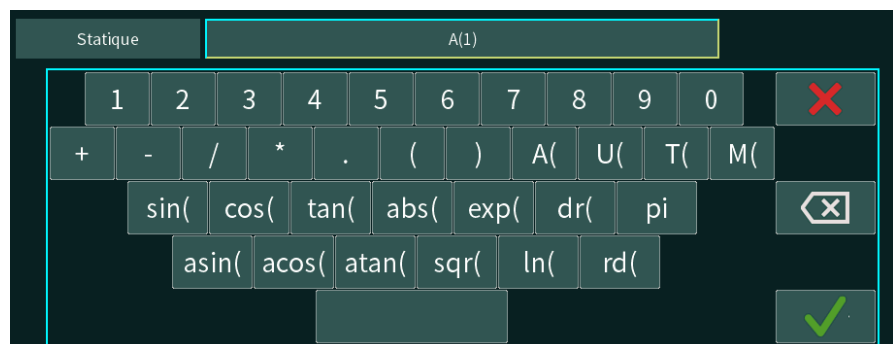 Statique A(1)
1 2 3 4 5 6 7 8 9 0
+ - / * . ( ) A( U( T( M(
sin( cos( tan( abs( exp( dr( pi
asin( acos( atan( sqr( ln( rd(